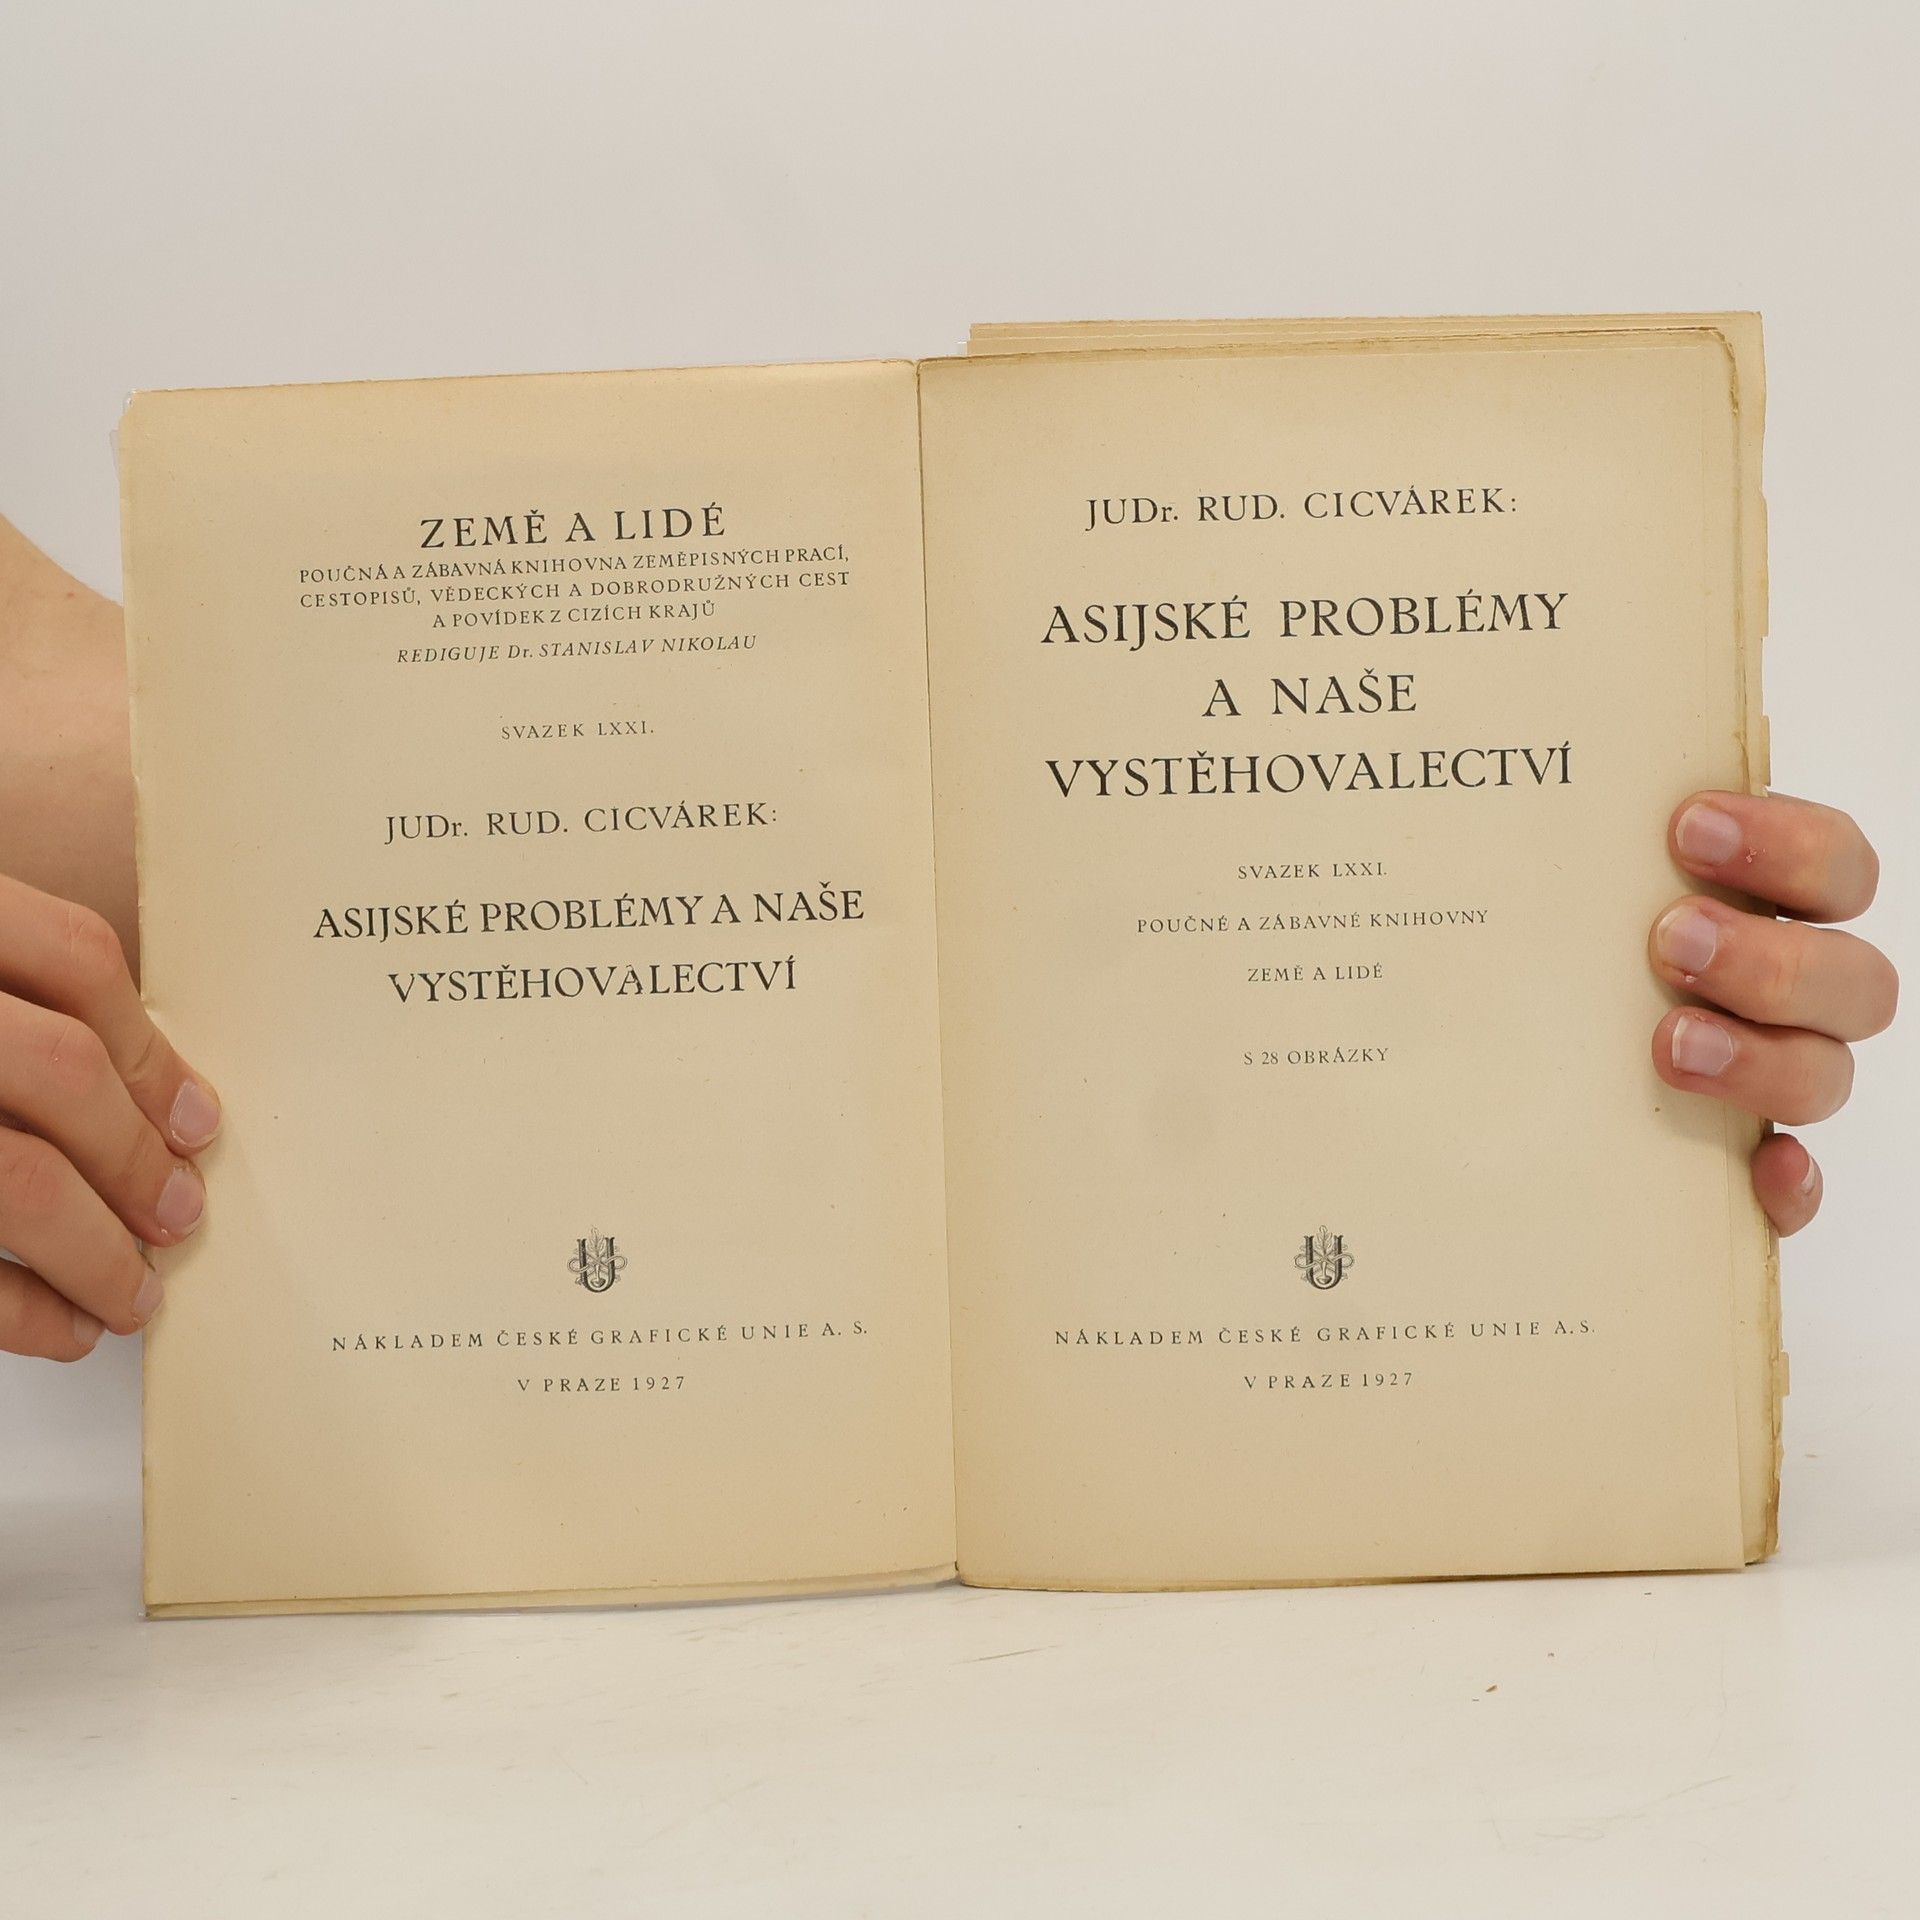 ZEMĚ A LIDÉ
POUČNÁ A ZÁBAVNÁ KNIHOVNA ZEMĚPISNÝCH PRACÍ,
CESTOPISŮ, VĚDECKÝCH A DOBRODRUŽNÝCH CEST
A POVÍDEK Z CIZÍCH KRAJŮ
REDIGUJE Dr. STANISLAV NIKOLAU
SVAZEK LXXI.
JUDr. RUD. CICVÁREK:
ASIJSKÉ PROBLÉMY A NAŠE
VYSTĚHOVALECTVÍ
U
NÁKLADEM ČESKÉ GRAFICKÉ UNIE A. S.
V PRAZE 1927
JUDr. RUD. CICVÁREK:
ASIJSKÉ PROBLÉMY
A NAŠE
VYSTĚHOVALECTVÍ
SVAZEK LXXI.
POUČNÉ A ZÁBAVNÉ KNIHOVNY
ZEMĚ A LIDÉ
S 28 OBRÁZKY
U
NÁKLADEM ČESKÉ GRAFICKÉ UNIE A. S.
V PRAZE 1927